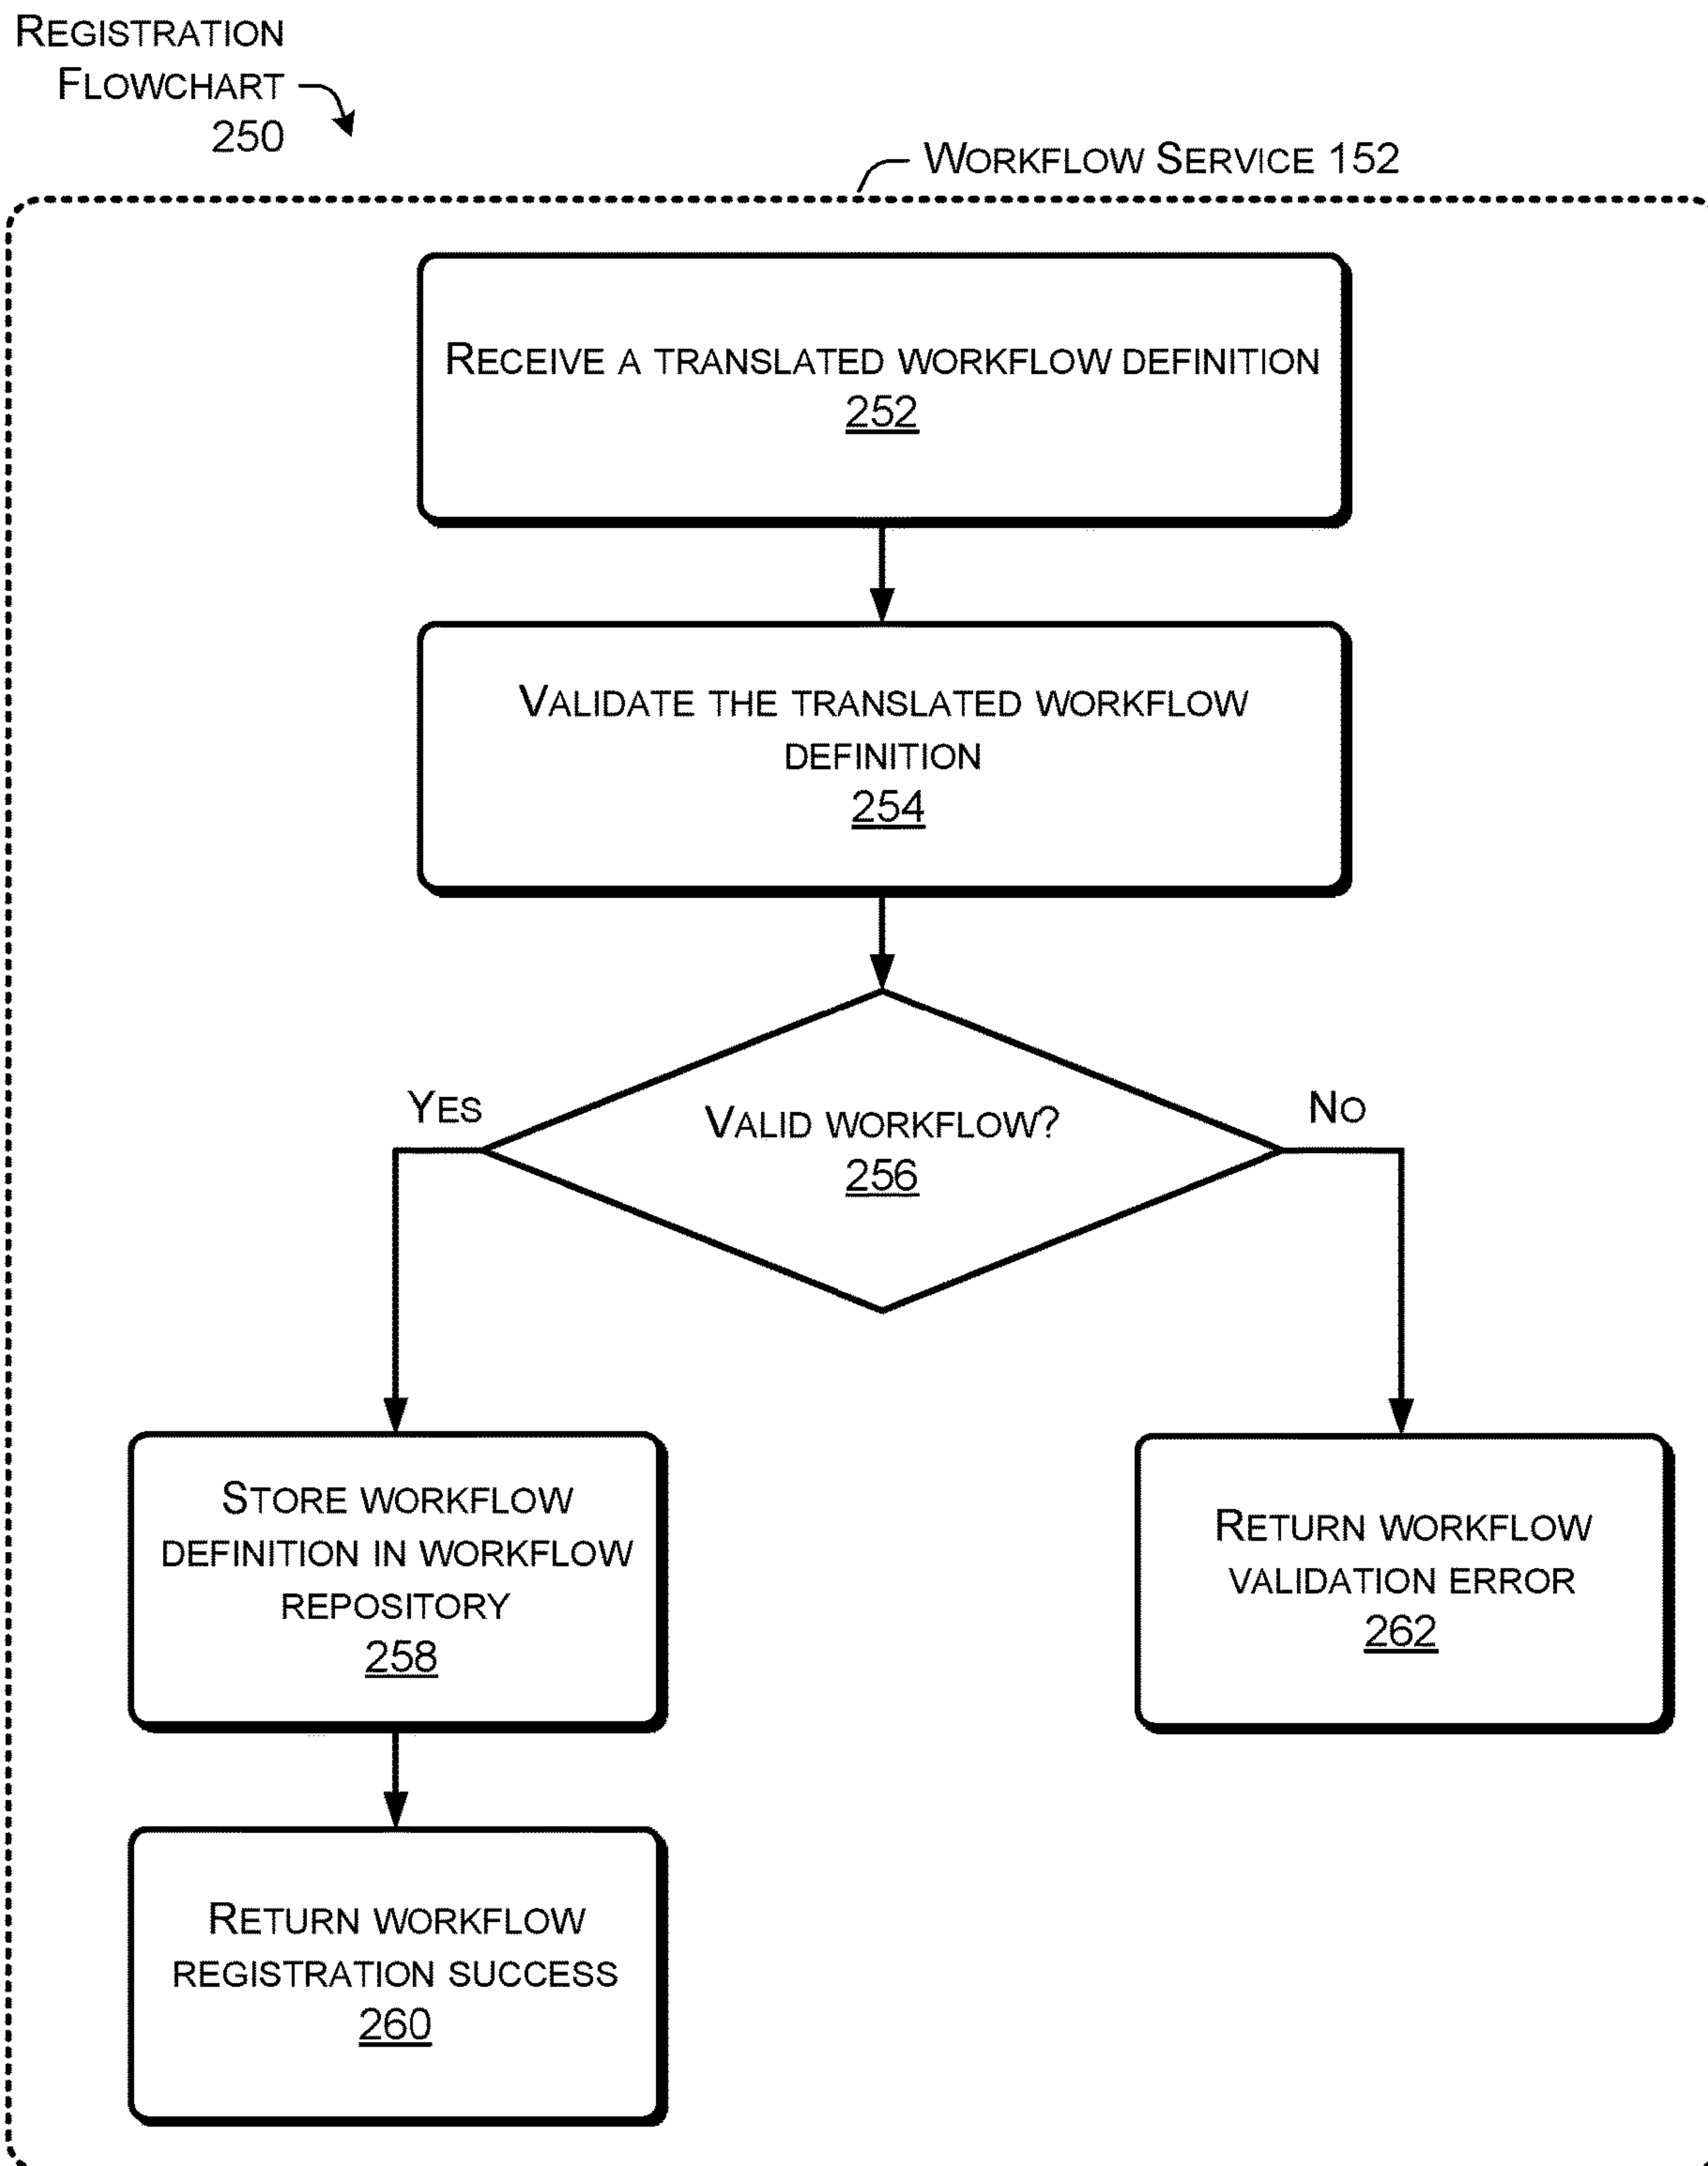 REGISTRATION
FLOWCHART
250
WORKFLOW SERVICE 152
RECEIVE A TRANSLATED WORKFLOW DEFINITION
252
VALIDATE THE TRANSLATED WORKFLOW
DEFINITION
254
YES
VALID WORKFLOW?
256
NO
STORE WORKFLOW
DEFINITION IN WORKFLOW
REPOSITORY
258
RETURN WORKFLOW
VALIDATION ERROR
262
RETURN WORKFLOW
REGISTRATION SUCCESS
260